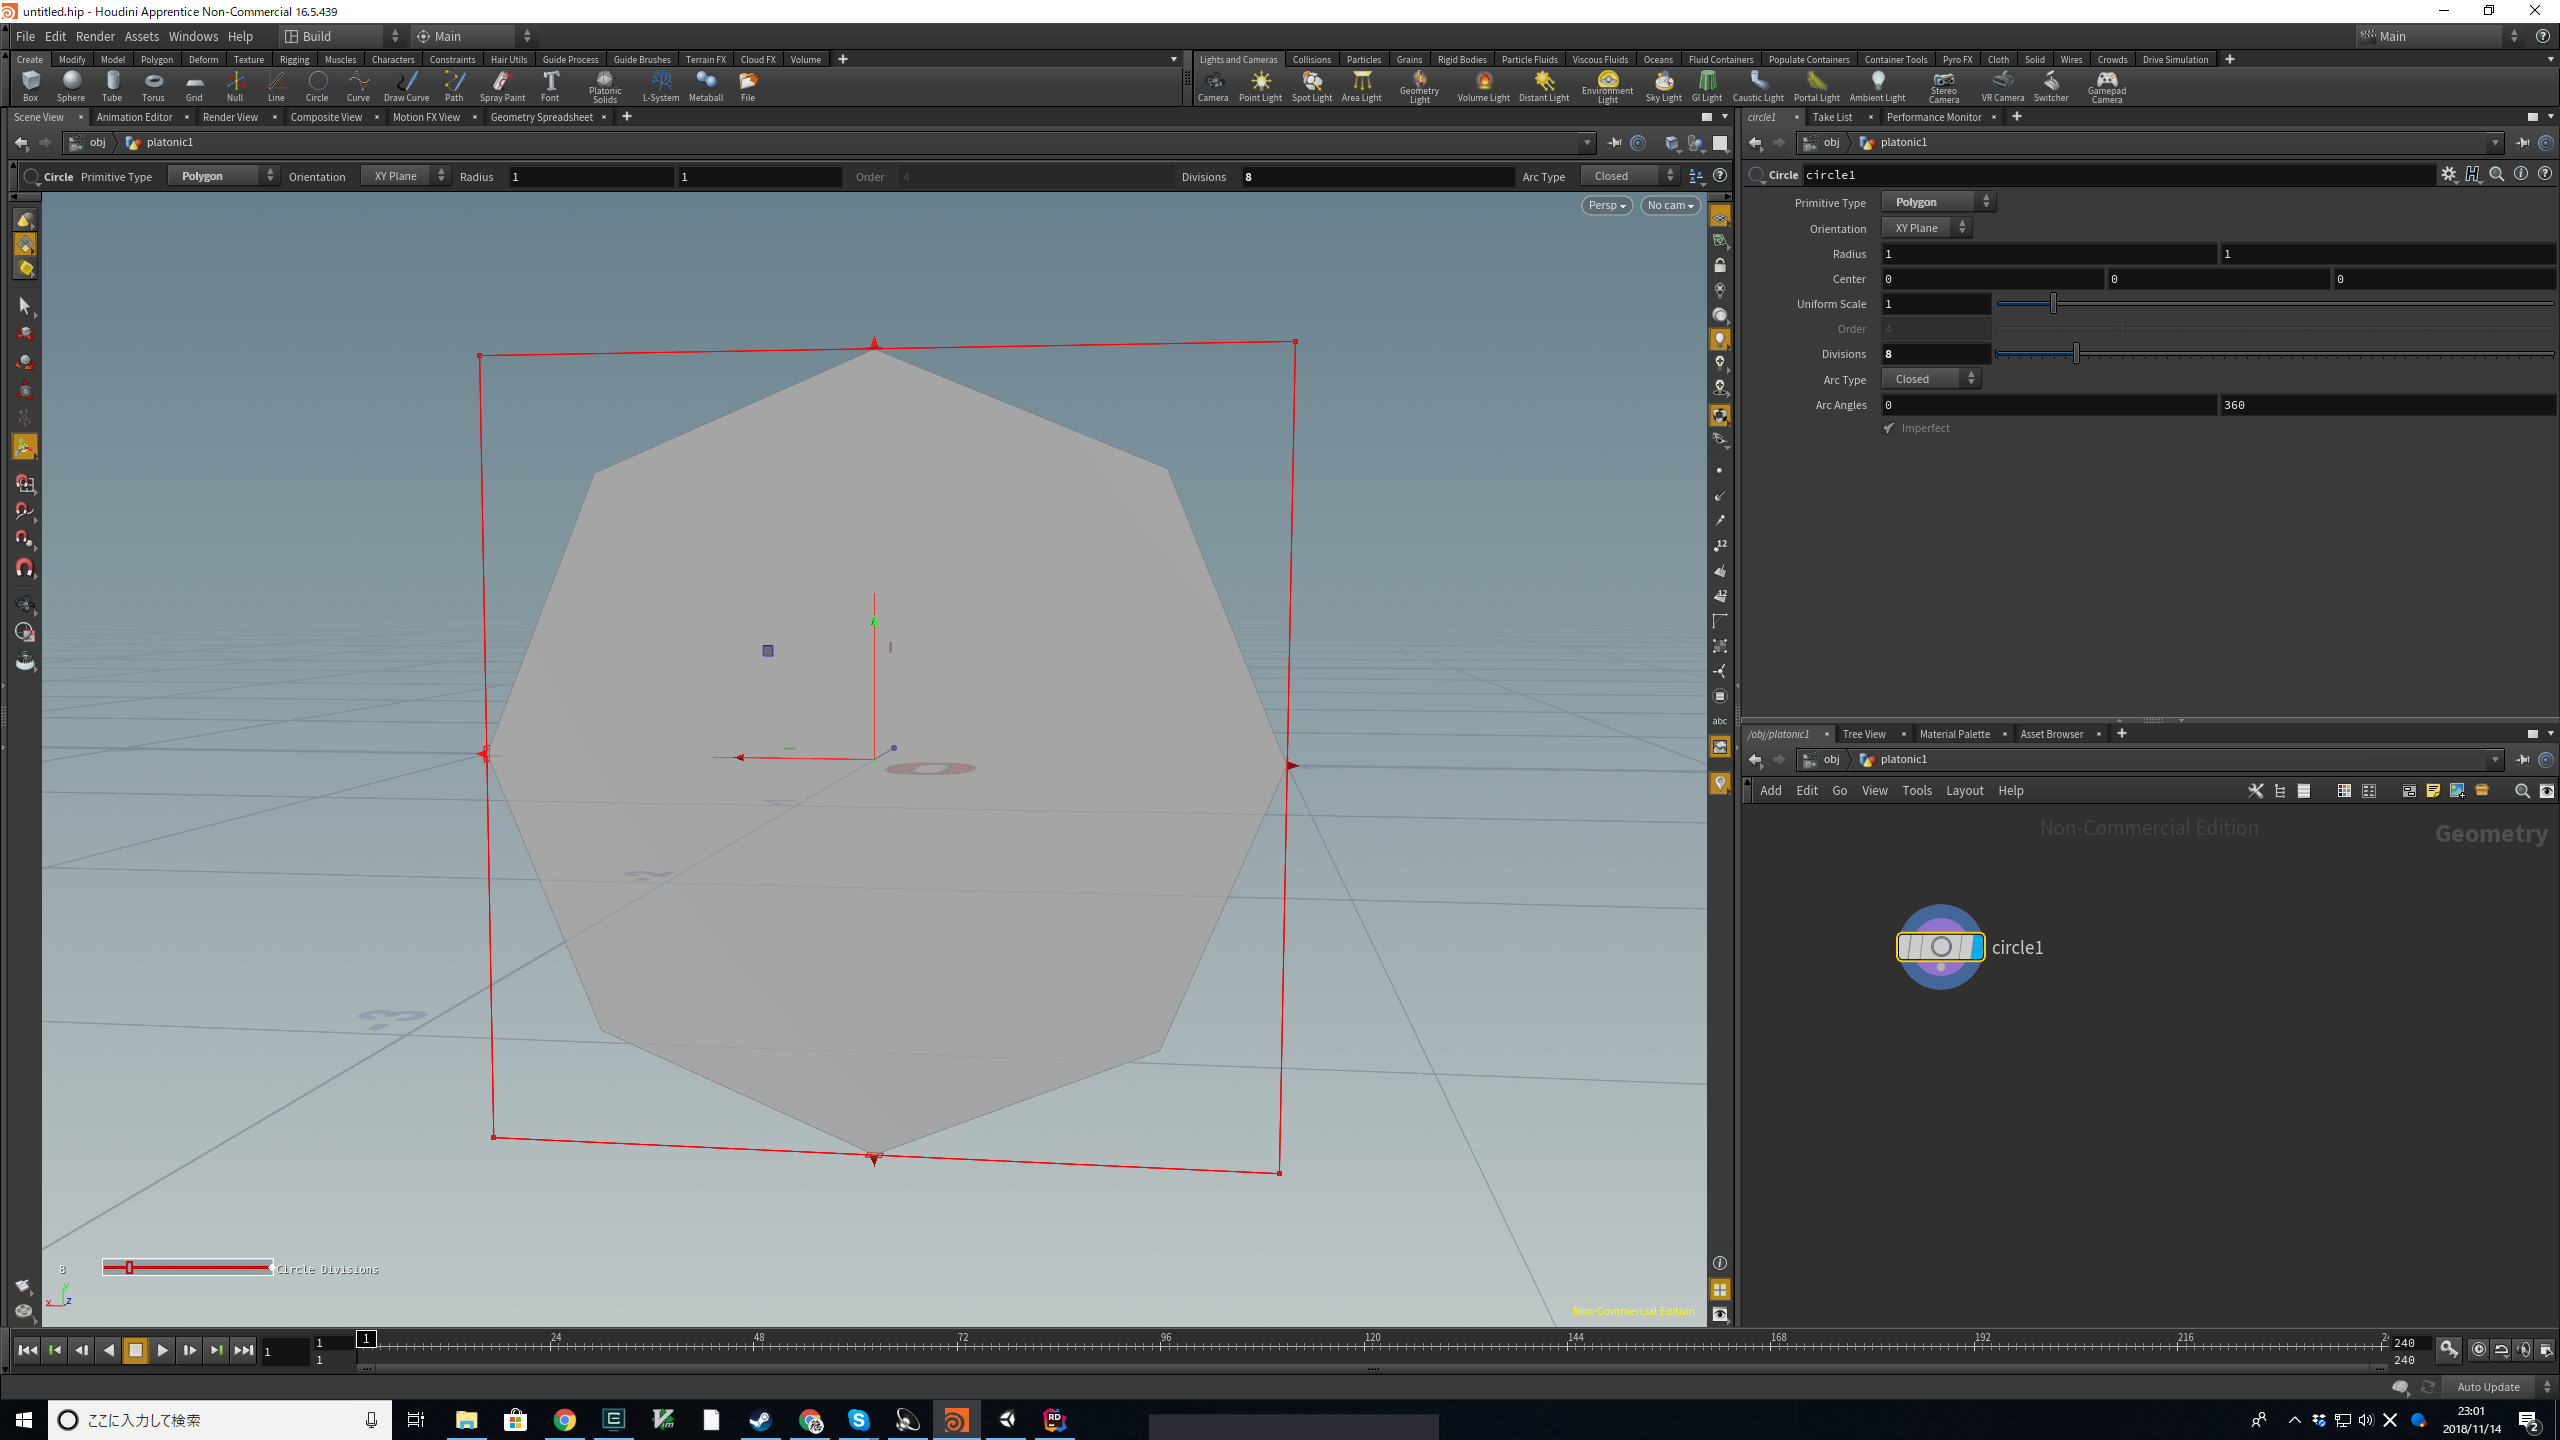 untitled.hip - Houdini Apprentice Non-Commercial 16.5.439
File Edit Render Assets Windows Help Build Main Main
Create Modify Model Polygon Deform Texture Rigging Muscles Characters Constraints Hair Utils Guide Process Guide Brushes Terrain FX Cloud FX Volume
Box Sphere Tube Torus Grid Null Line Circle Curve Draw Curve Path Spray Paint Font Platonic Solids L-System Metaball File
Lights and Cameras Collisions Particles Grains Rigid Bodies Particle Fluids Viscous Fluids Oceans Fluid Containers Populate Containers Container Tools Pyro FX Cloth Solid Wires Crowds Drive Simulation
Camera Point Light Spot Light Area Light Geometry Light Volume Light Distant Light Environment Light Sky Light GI Light Caustic Light Portal Light Ambient Light Stereo Camera VR Camera Switcher Gamepad Camera
Scene View Animation Editor Render View Composite View Motion FX View Geometry Spreadsheet
obj platonic1
Circle Primitive Type Polygon Orientation XY Plane Radius 1 1 Order 4 Divisions 8 Arc Type Closed
Persp No cam
12
12
abc
0
-2
-3
8 Circle Divisions
y
x z
Non-Commercial Edition
circle1 Take List Performance Monitor
obj platonic1
Circle circle1
Primitive Type Polygon
Orientation XY Plane
Radius 1 1
Center 0 0 0
Uniform Scale 1
Order 4
Divisions 8
Arc Type Closed
Arc Angles 0 360
Imperfect
/obj/platonic1 Tree View Material Palette Asset Browser
obj platonic1
Add Edit Go View Tools Layout Help
Non-Commercial Edition
Geometry
circle1
1 1 1 24 48 72 96 120 144 168 192 216 240
1 240
Auto Update
ここに入力して検索
23:01
2018/11/14
2